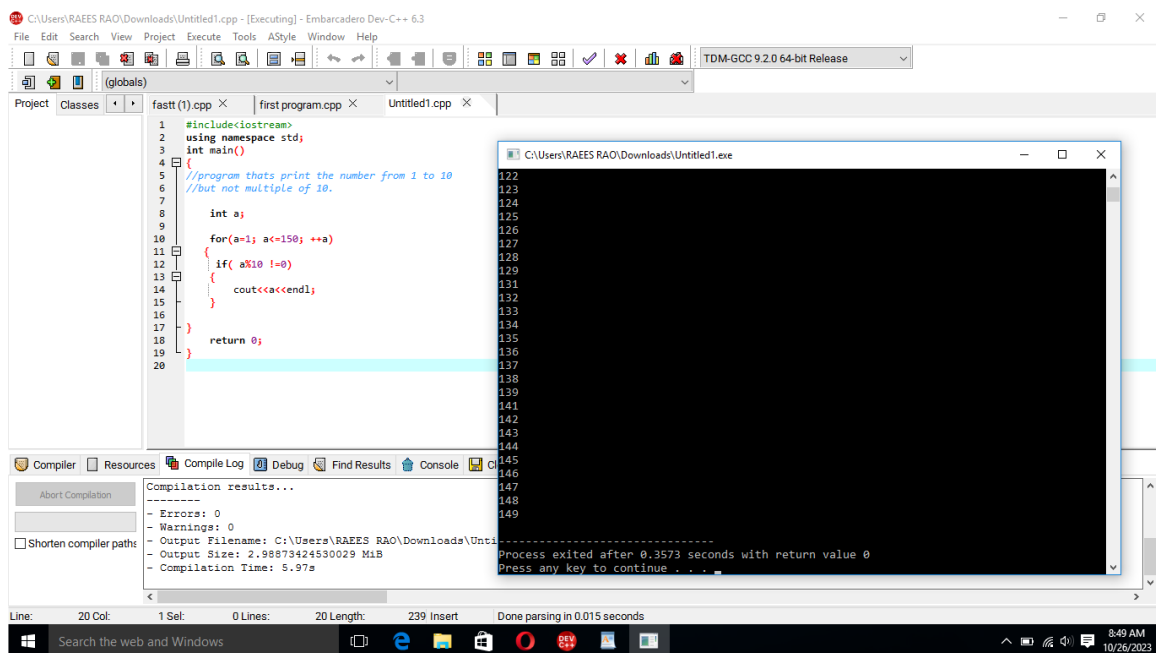 C:\Users\RAEES RAO\Downloads\Untitled1.cpp - [Executing] - Embarcadero Dev-C++ 6.3
File Edit Search View Project Execute Tools AStyle Window Help
TDM-GCC 9.2.0 64-bit Release
(globals)
Project Classes fastt (1).cpp first program.cpp Untitled1.cpp
1 #include<iostream>
2 using namespace std;
3 int main()
4 {
5 //program thats print the number from 1 to 10
6 //but not multiple of 10.
7
8 int a;
9
10 for(a=1; a<=150; ++a)
11 {
12 if( a%10 !=0)
13 {
14 cout<<a<<endl;
15 }
16
17 }
18 return 0;
19 }
20
C:\Users\RAEES RAO\Downloads\Untitled1.exe
122
123
124
125
126
127
128
129
131
132
133
134
135
136
137
138
139
141
142
143
144
145
146
147
148
149
--------------------------------
Process exited after 0.3573 seconds with return value 0
Press any key to continue . . .
Compiler Resources Compile Log Debug Find Results Console Cl
Abort Compilation
Shorten compiler paths
Compilation results...
--------
- Errors: 0
- Warnings: 0
- Output Filename: C:\Users\RAEES RAO\Downloads\Unti
- Output Size: 2.98873424530029 MiB
- Compilation Time: 5.97s
Line: 20 Col: 1 Sel: 0 Lines: 20 Length: 239 Insert Done parsing in 0.015 seconds
Search the web and Windows
DEV C++
8:49 AM
10/26/2023